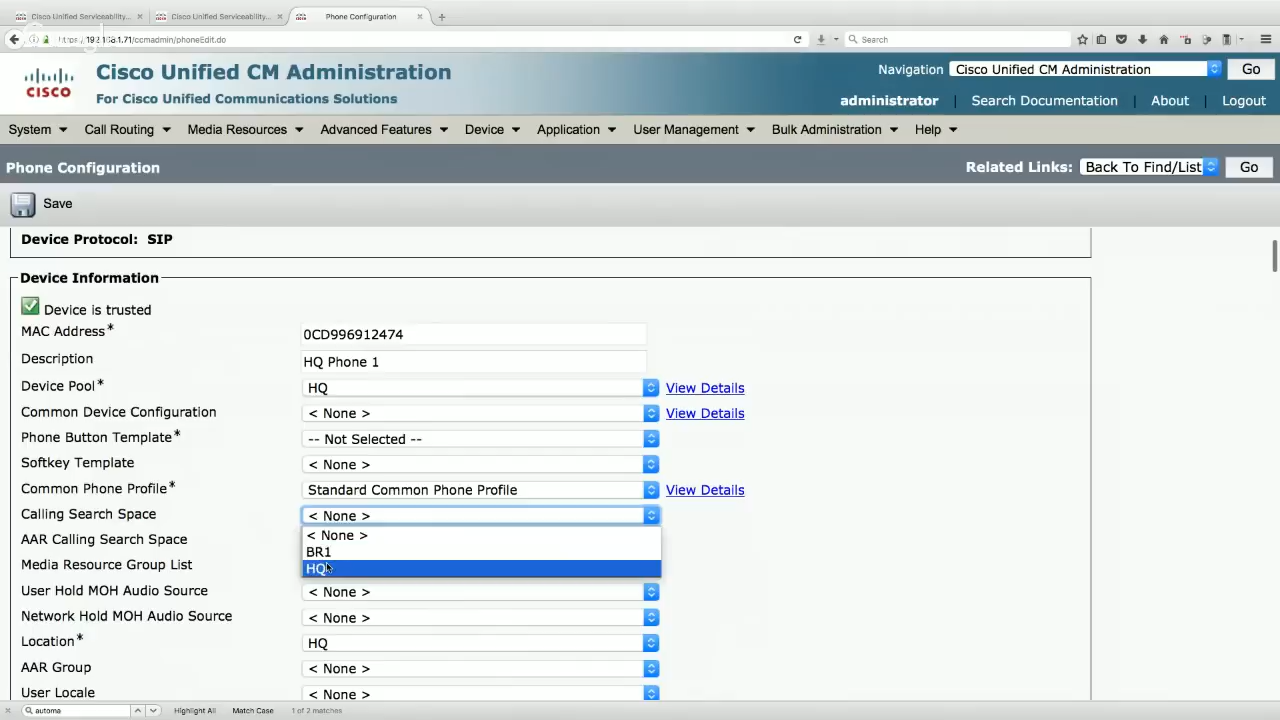 Cisco Unified Serviceability... × Cisco Unified Serviceability... × Phone Configuration × +
.1.71/ccmadmin/phoneEdit.do Search
CISCO
Cisco Unified CM Administration
For Cisco Unified Communications Solutions
Navigation Cisco Unified CM Administration Go
administrator | Search Documentation | About | Logout
System Call Routing Media Resources Advanced Features Device Application User Management Bulk Administration Help
Phone Configuration Related Links: Back To Find/List Go
Save
Device Protocol: SIP
Device Information
Device is trusted
MAC Address* 0CD996912474
Description HQ Phone 1
Device Pool* HQ View Details
Common Device Configuration < None > View Details
Phone Button Template* -- Not Selected --
Softkey Template < None >
Common Phone Profile* Standard Common Phone Profile View Details
Calling Search Space < None >
< None >
AAR Calling Search Space BR1
Media Resource Group List HQ
User Hold MOH Audio Source < None >
Network Hold MOH Audio Source < None >
Location* HQ
AAR Group < None >
User Locale < None >
× automa Highlight All Match Case 1 of 2 matches